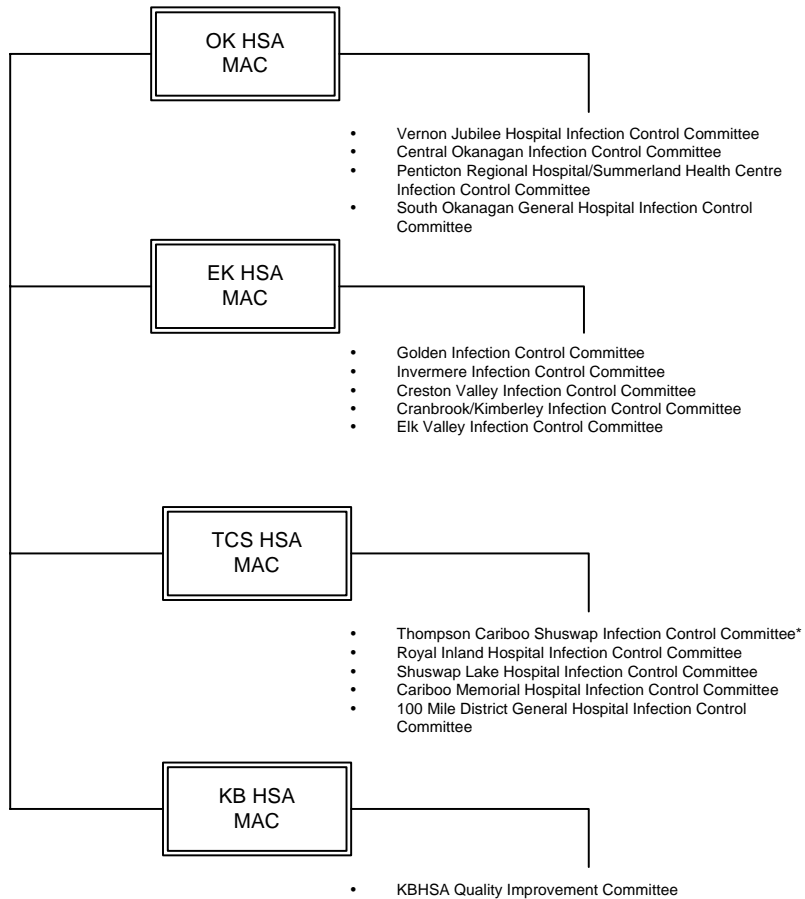 OK HSA
MAC
• Vernon Jubilee Hospital Infection Control Committee
• Central Okanagan Infection Control Committee
• Penticton Regional Hospital/Summerland Health Centre
Infection Control Committee
• South Okanagan General Hospital Infection Control
Committee
EK HSA
MAC
• Golden Infection Control Committee
• Invermere Infection Control Committee
• Creston Valley Infection Control Committee
• Cranbrook/Kimberley Infection Control Committee
• Elk Valley Infection Control Committee
TCS HSA
MAC
• Thompson Cariboo Shuswap Infection Control Committee*
• Royal Inland Hospital Infection Control Committee
• Shuswap Lake Hospital Infection Control Committee
• Cariboo Memorial Hospital Infection Control Committee
• 100 Mile District General Hospital Infection Control
Committee
KB HSA
MAC
• KBHSA Quality Improvement Committee